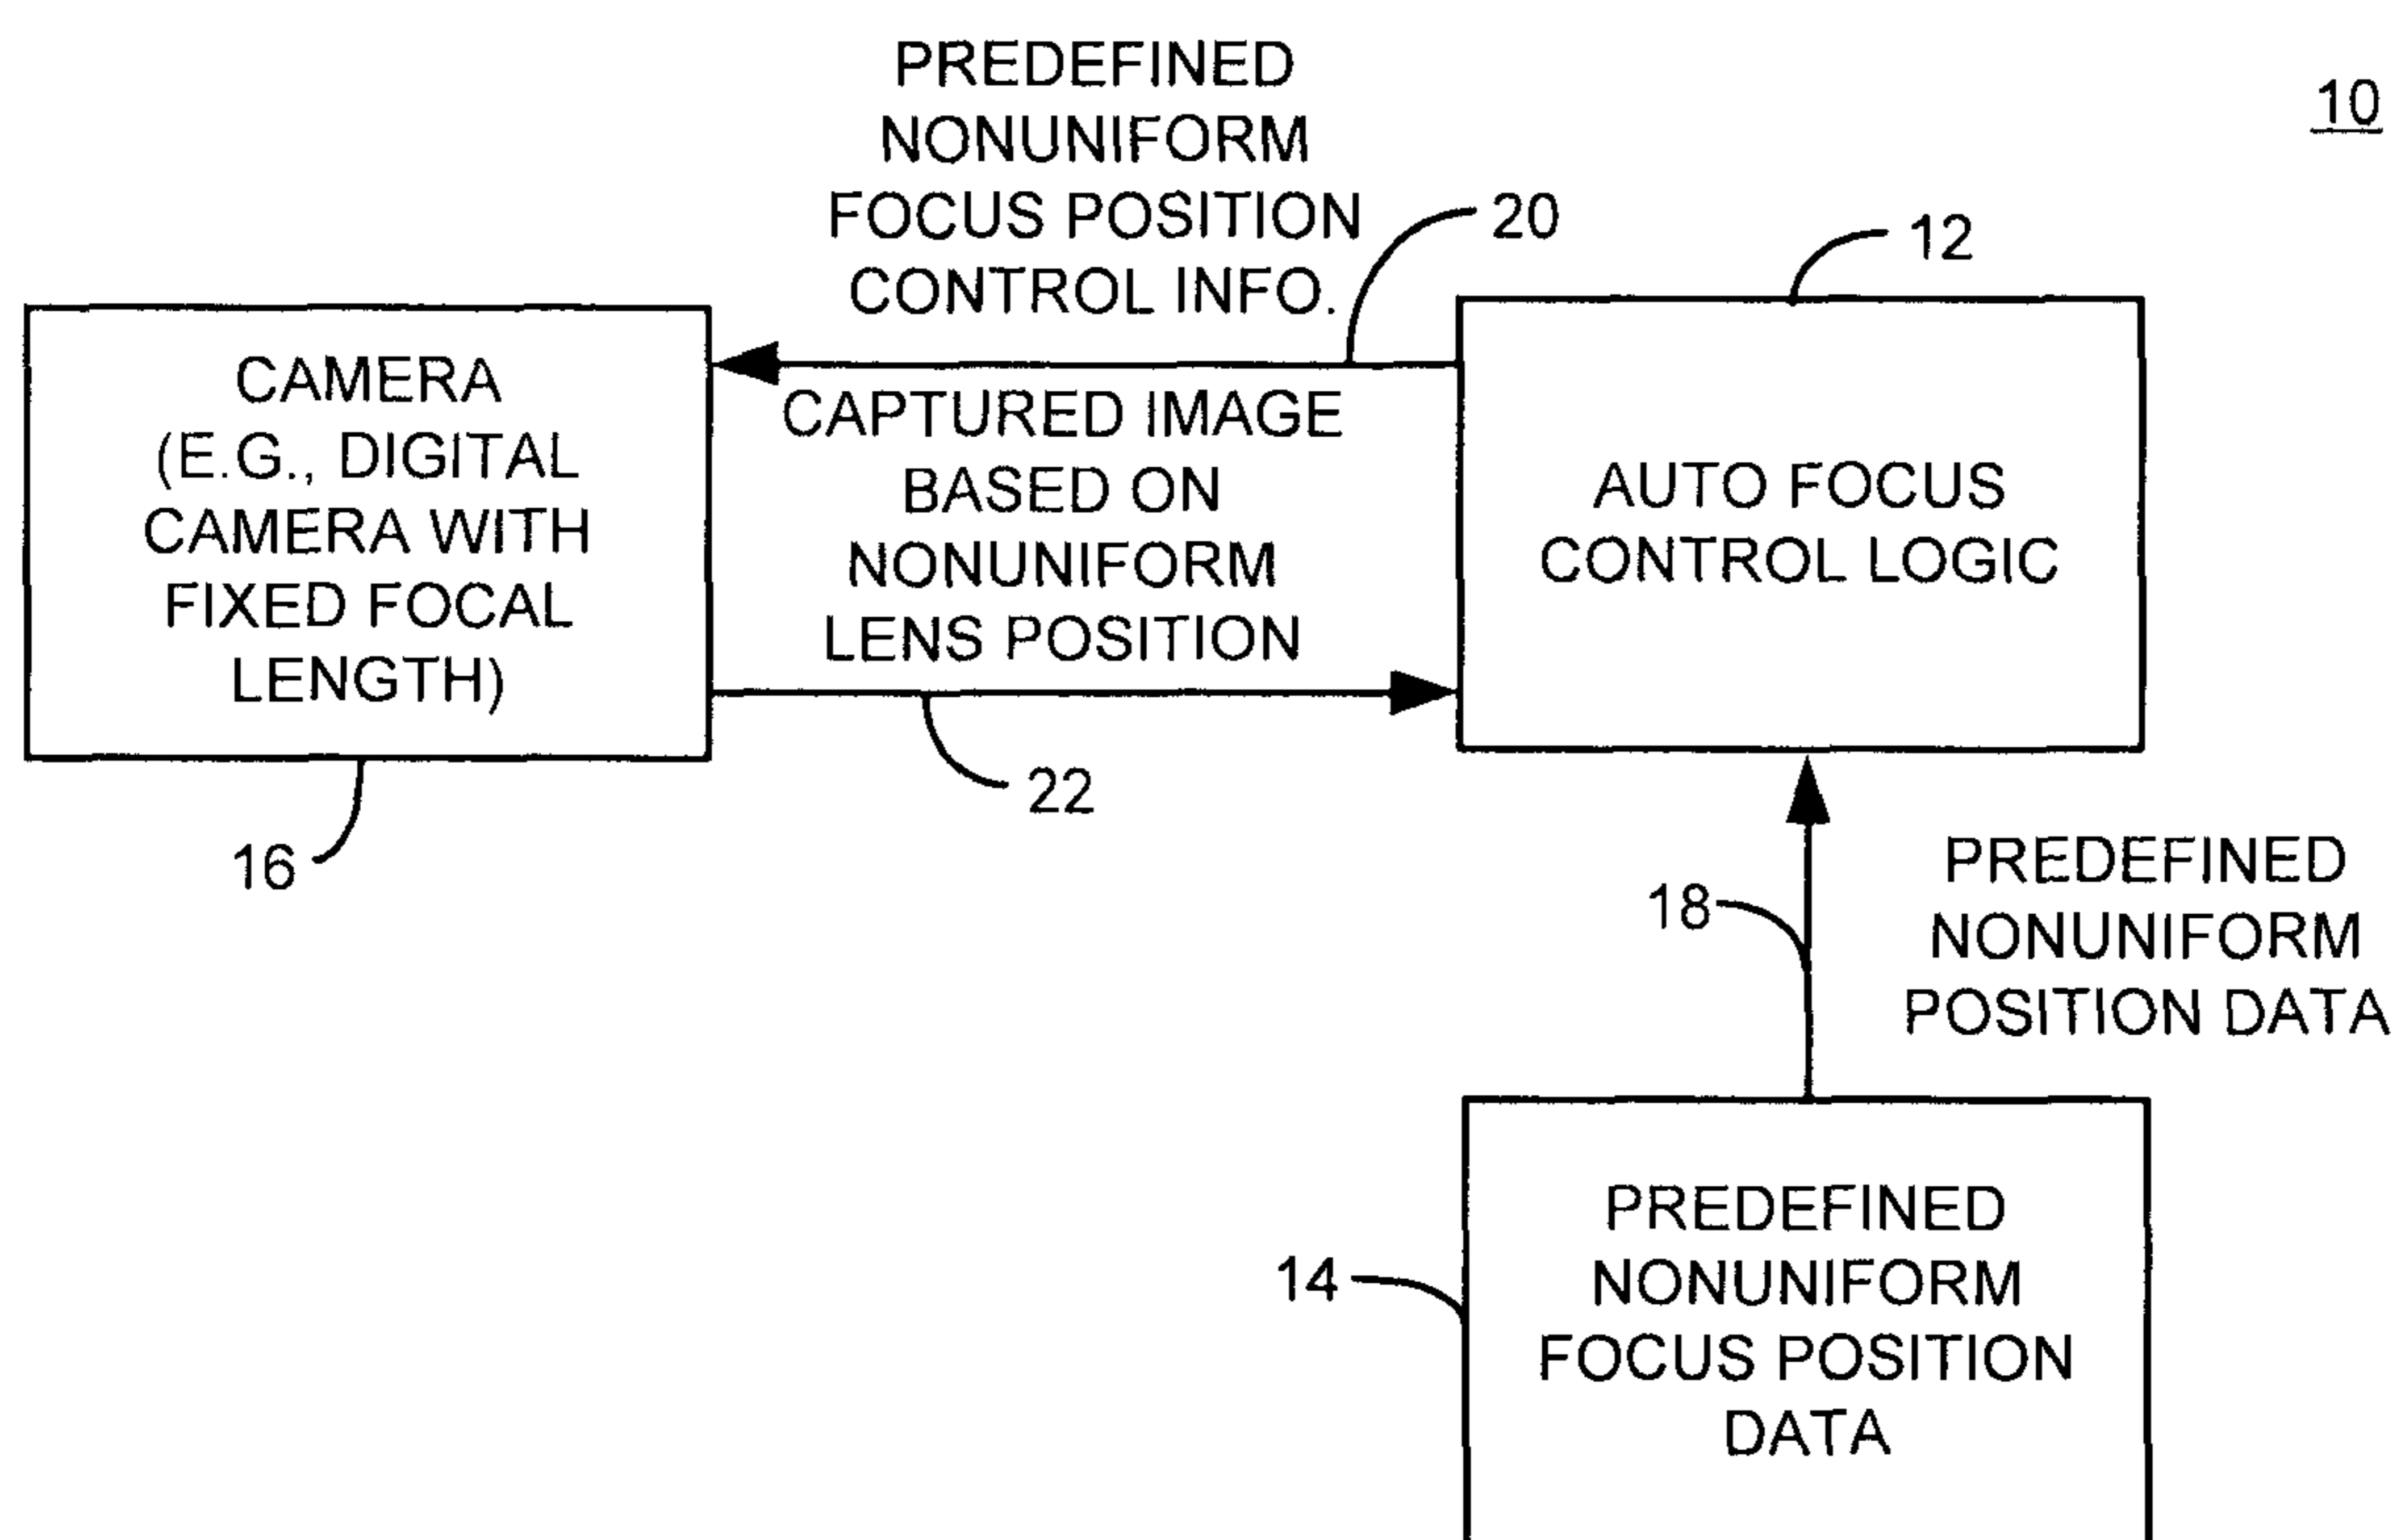 10
PREDEFINED
NONUNIFORM
FOCUS POSITION
CONTROL INFO.
20
12
CAMERA
(E.G., DIGITAL
CAMERA WITH
FIXED FOCAL
LENGTH)
CAPTURED IMAGE
BASED ON
NONUNIFORM
LENS POSITION
AUTO FOCUS
CONTROL LOGIC
22
16
18
PREDEFINED
NONUNIFORM
POSITION DATA
14
PREDEFINED
NONUNIFORM
FOCUS POSITION
DATA